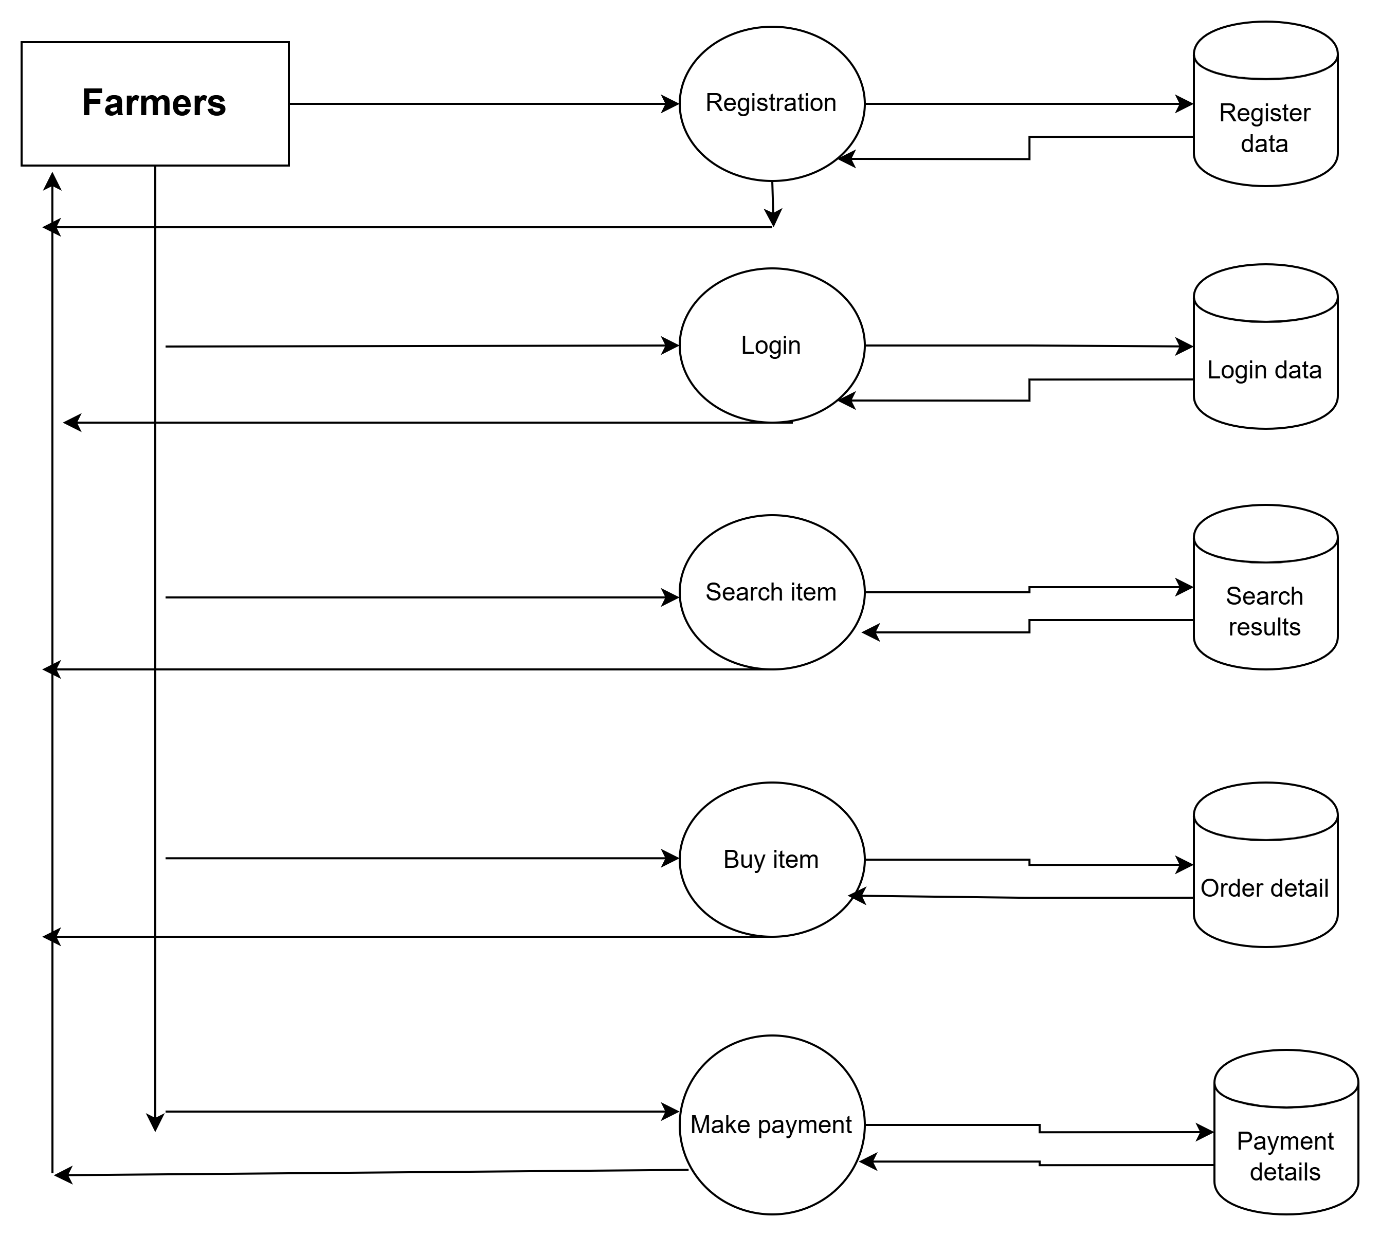 Farmers
Registration
Register
data
Login
Login data
Search item
Search
results
Buy item
Order detail
Make payment
Payment
details